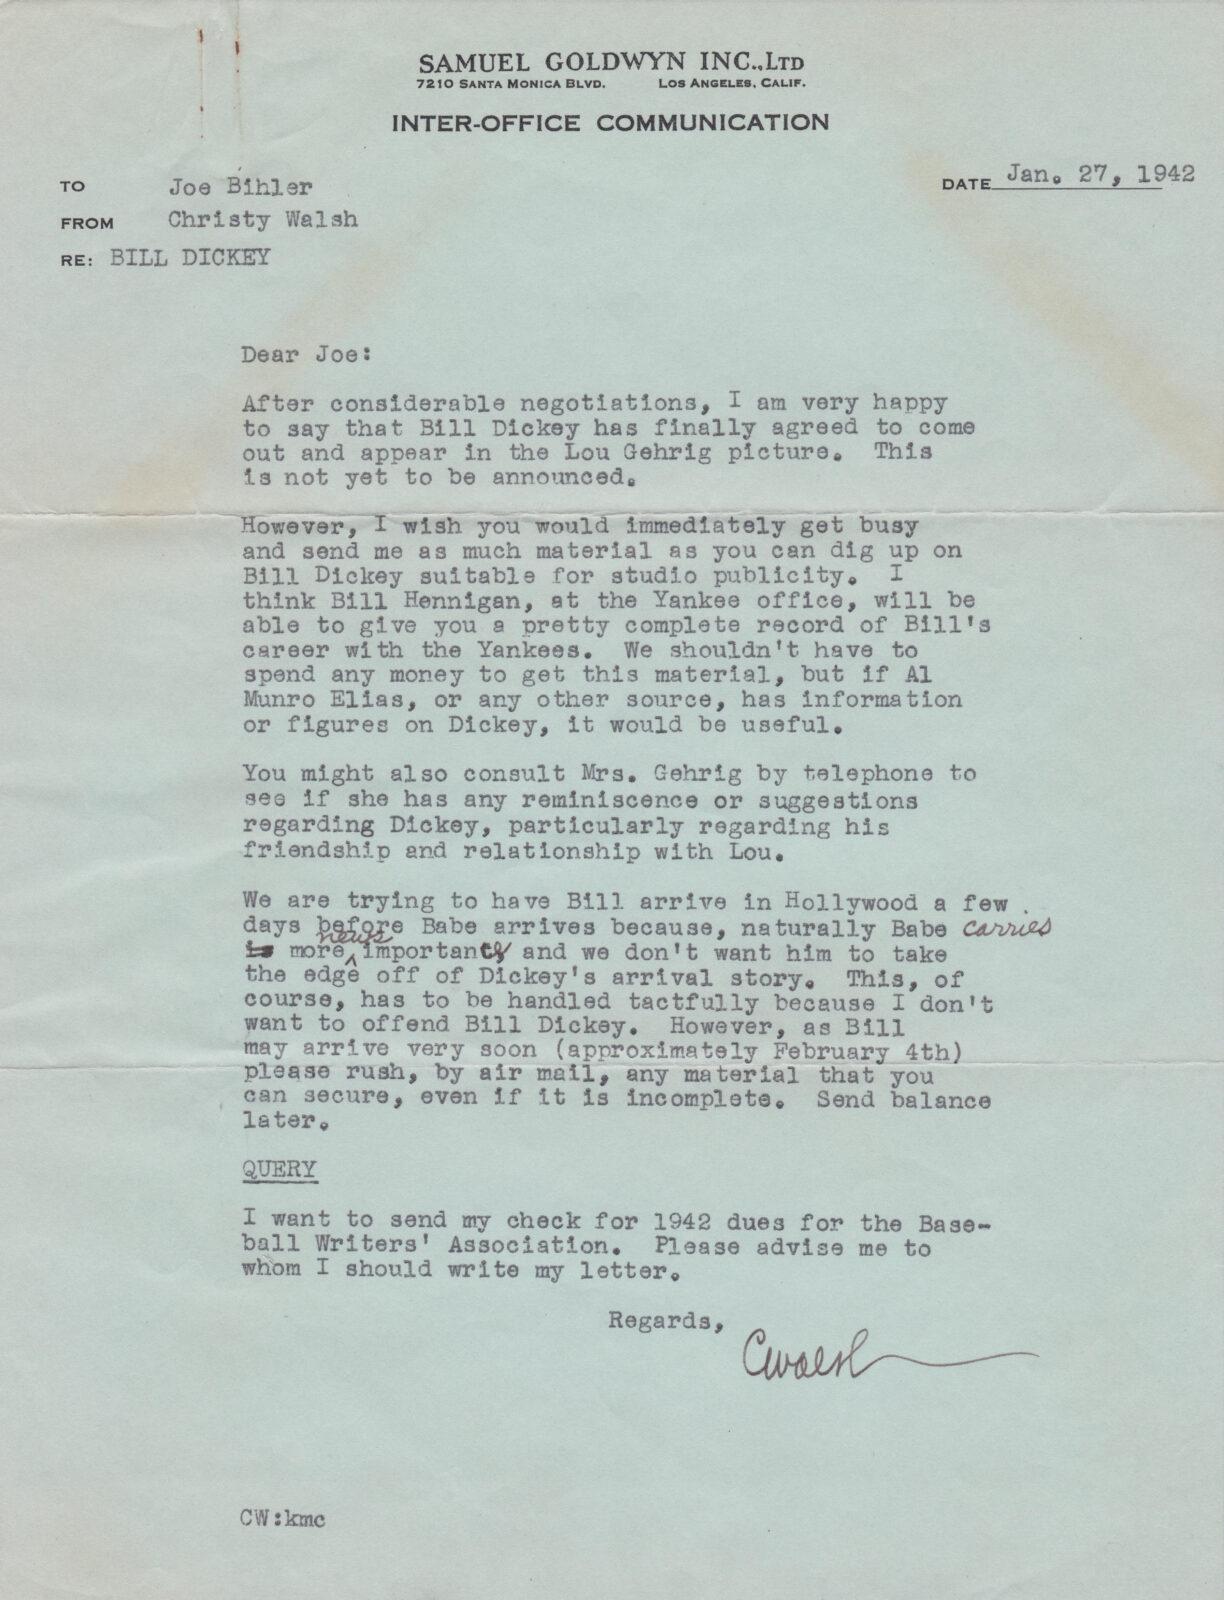 SAMUEL GOLDWYN INC., LTD
7210 SANTA MONICA BLVD. LOS ANGELES, CALIF.
INTER-OFFICE COMMUNICATION
TO Joe Bihler
DATE Jan. 27, 1942
FROM Christy Walsh
RE: BILL DICKEY
Dear Joe:
After considerable negotiations, I am very happy
to say that Bill Dickey has finally agreed to come
out and appear in the Lou Gehrig picture. This
is not yet to be announced.
However, I wish you would immediately get busy
and send me as much material as you can dig up on
Bill Dickey suitable for studio publicity. I
think Bill Hennigan, at the Yankee office, will be
able to give you a pretty complete record of Bill's
career with the Yankees. We shouldn't have to
spend any money to get this material, but if Al
Munro Elias, or any other source, has information
or figures on Dickey, it would be useful.
You might also consult Mrs. Gehrig by telephone to
see if she has any reminiscence or suggestions
regarding Dickey, particularly regarding his
friendship and relationship with Lou.
We are trying to have Bill arrive in Hollywood a few
days before Babe arrives because, naturally Babe carries
is more news importance and we don't want him to take
the edge off of Dickey's arrival story. This, of
course, has to be handled tactfully because I don't
want to offend Bill Dickey. However, as Bill
may arrive very soon (approximately February 4th)
please rush, by air mail, any material that you
can secure, even if it is incomplete. Send balance
later.
QUERY
I want to send my check for 1942 dues for the Base-
ball Writers' Association. Please advise me to
whom I should write my letter.
Regards,
CWalsh
CW:kmc